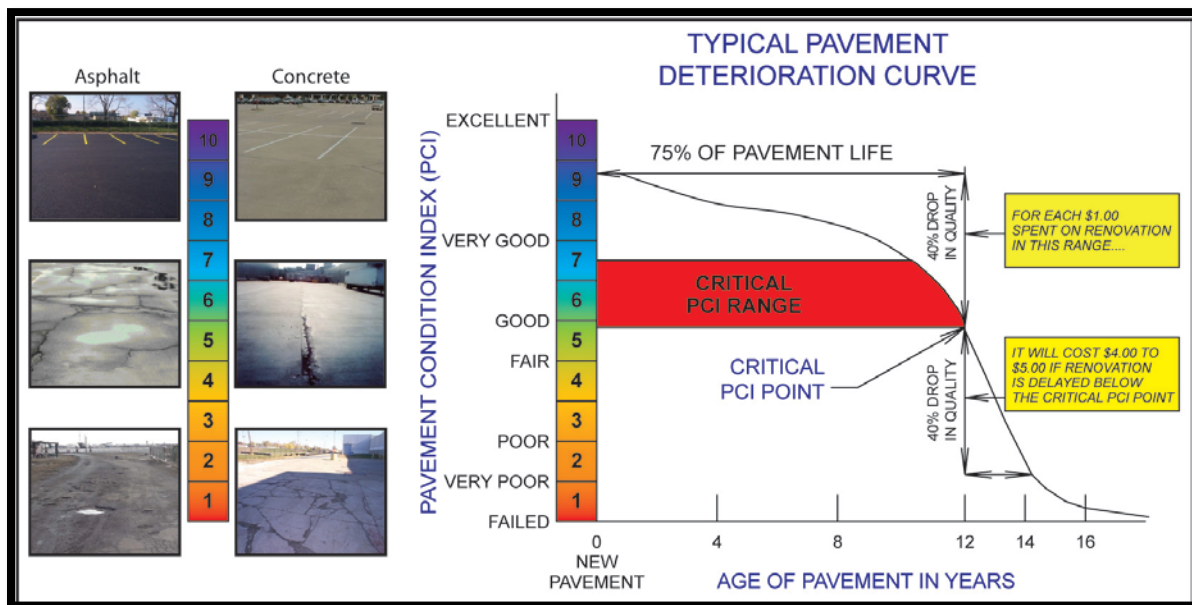 TYPICAL PAVEMENT
DETERIORATION CURVE
Asphalt
Concrete
10
9
8
7
6
5
4
3
2
1
PAVEMENT CONDITION INDEX (PCI)
EXCELLENT
VERY GOOD
GOOD
FAIR
POOR
VERY POOR
FAILED
10
9
8
7
6
5
4
3
2
1
75% OF PAVEMENT LIFE
40% DROP
IN QUALITY
FOR EACH $1.00
SPENT ON RENOVATION
IN THIS RANGE....
CRITICAL
PCI RANGE
CRITICAL
PCI POINT
40% DROP
IN QUALITY
IT WILL COST $4.00 TO
$5.00 IF RENOVATION
IS DELAYED BELOW
THE CRITICAL PCI POINT
0
4
8
12
14
16
NEW
PAVEMENT
AGE OF PAVEMENT IN YEARS